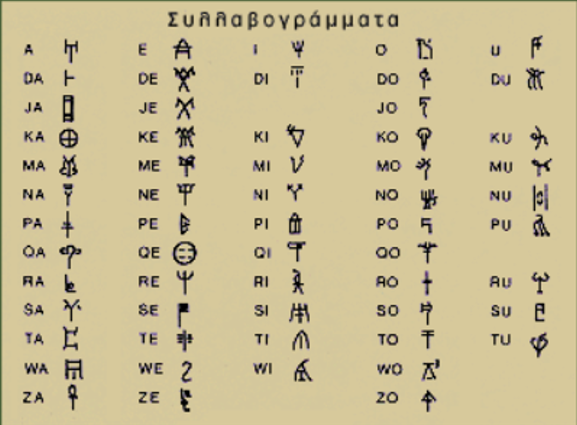 Συλλαβογράμματα
A 𐀀 E 𐀁 I 𐀂 O 𐀃 U 𐀄
DA 𐀅 DE 𐀆 DI 𐀇 DO 𐀈 DU 𐀉
JA 𐀊 JE 𐀋 JO 𐀍
KA 𐀏 KE 𐀐 KI 𐀑 KO 𐀒 KU 𐀓
MA 𐀔 ME 𐀕 MI 𐀖 MO 𐀗 MU 𐀘
NA 𐀙 NE 𐀚 NI 𐀛 NO 𐀜 NU 𐀝
PA 𐀞 PE 𐀟 PI 𐀠 PO 𐀡 PU 𐀢
QA 𐀣 QE 𐀤 QI 𐀥 QO 𐀦
RA 𐀨 RE 𐀩 RI 𐀪 RO 𐀫 RU 𐀬
SA 𐀭 SE 𐀮 SI 𐀯 SO 𐀰 SU 𐀱
TA 𐀲 TE 𐀳 TI 𐀴 TO 𐀵 TU 𐀶
WA 𐀷 WE 𐀸 WI 𐀹 WO 𐀺
ZA 𐀼 ZE 𐀽 ZO 𐀿